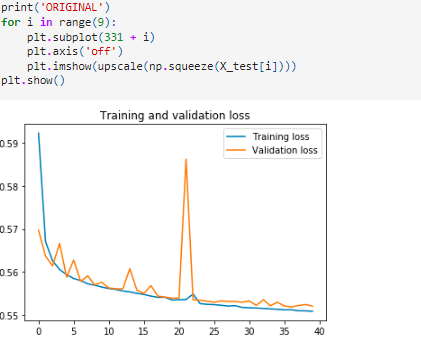 print('ORIGINAL')
for i in range(9):
    plt.subplot(331 + i)
    plt.axis('off')
    plt.imshow(upscale(np.squeeze(X_test[i])))
plt.show()
Training and validation loss
Training loss
Validation loss
0.59
0.58
0.57
0.56
0.55
0 5 10 15 20 25 30 35 40